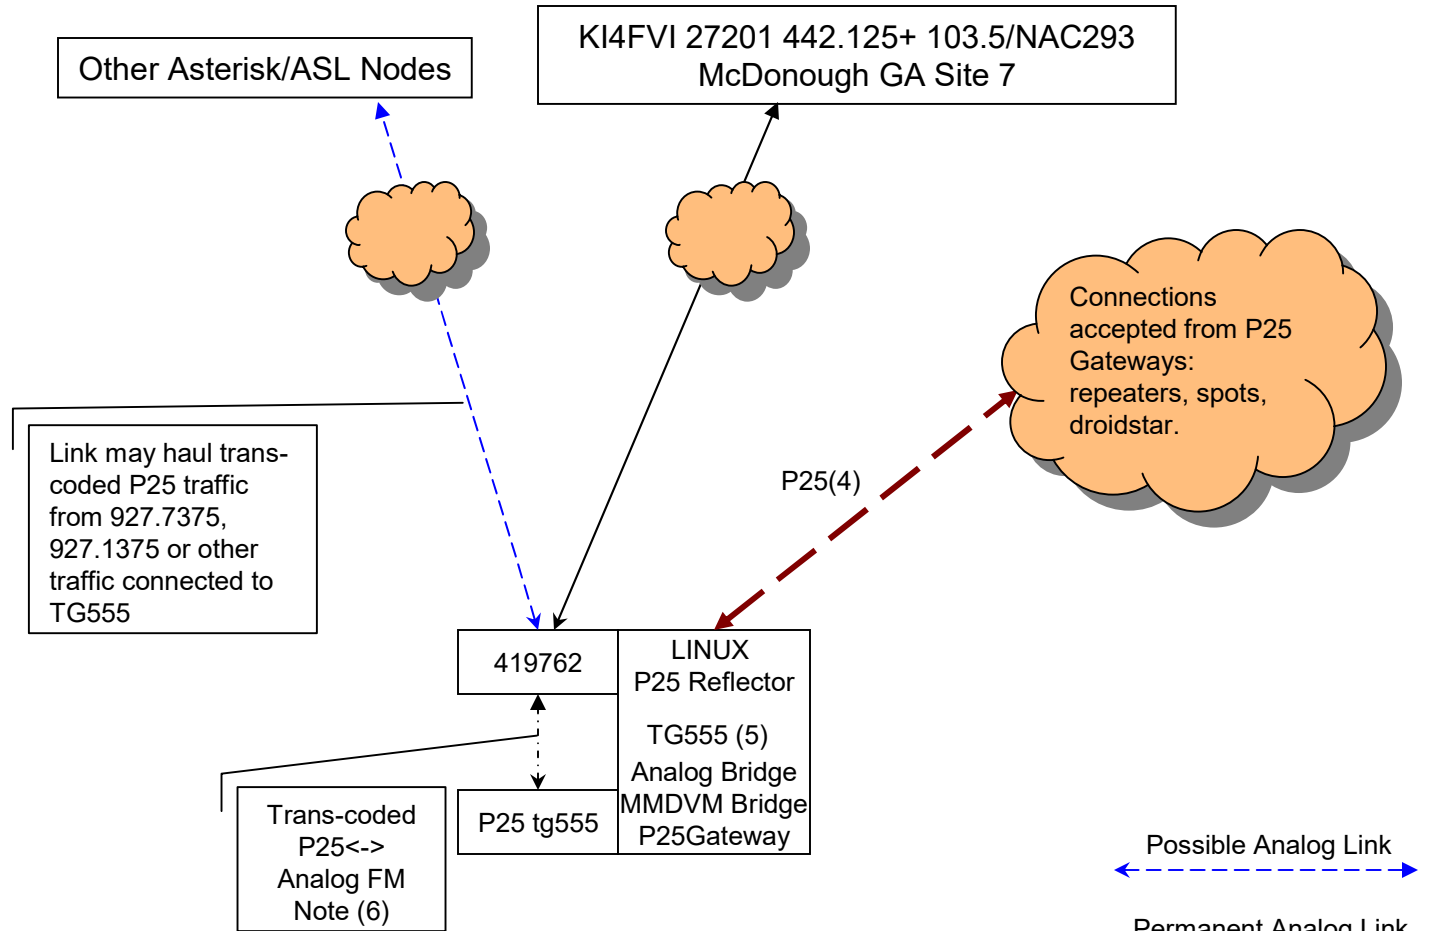 KI4FVI 27201 442.125+ 103.5/NAC293
McDonough GA Site 7
Other Asterisk/ASL Nodes
Connections
accepted from P25
Gateways:
repeaters, spots,
droidstar.
Link may haul trans-
coded P25 traffic
from 927.7375,
927.1375 or other
traffic connected to
TG555
P25(4)
419762
LINUX
P25 Reflector
TG555 (5)
Analog Bridge
MMDVM Bridge
P25Gateway
P25 tg555
Trans-coded
P25<->
Analog FM
Note (6)
Possible Analog Link
Permanent Analog Link